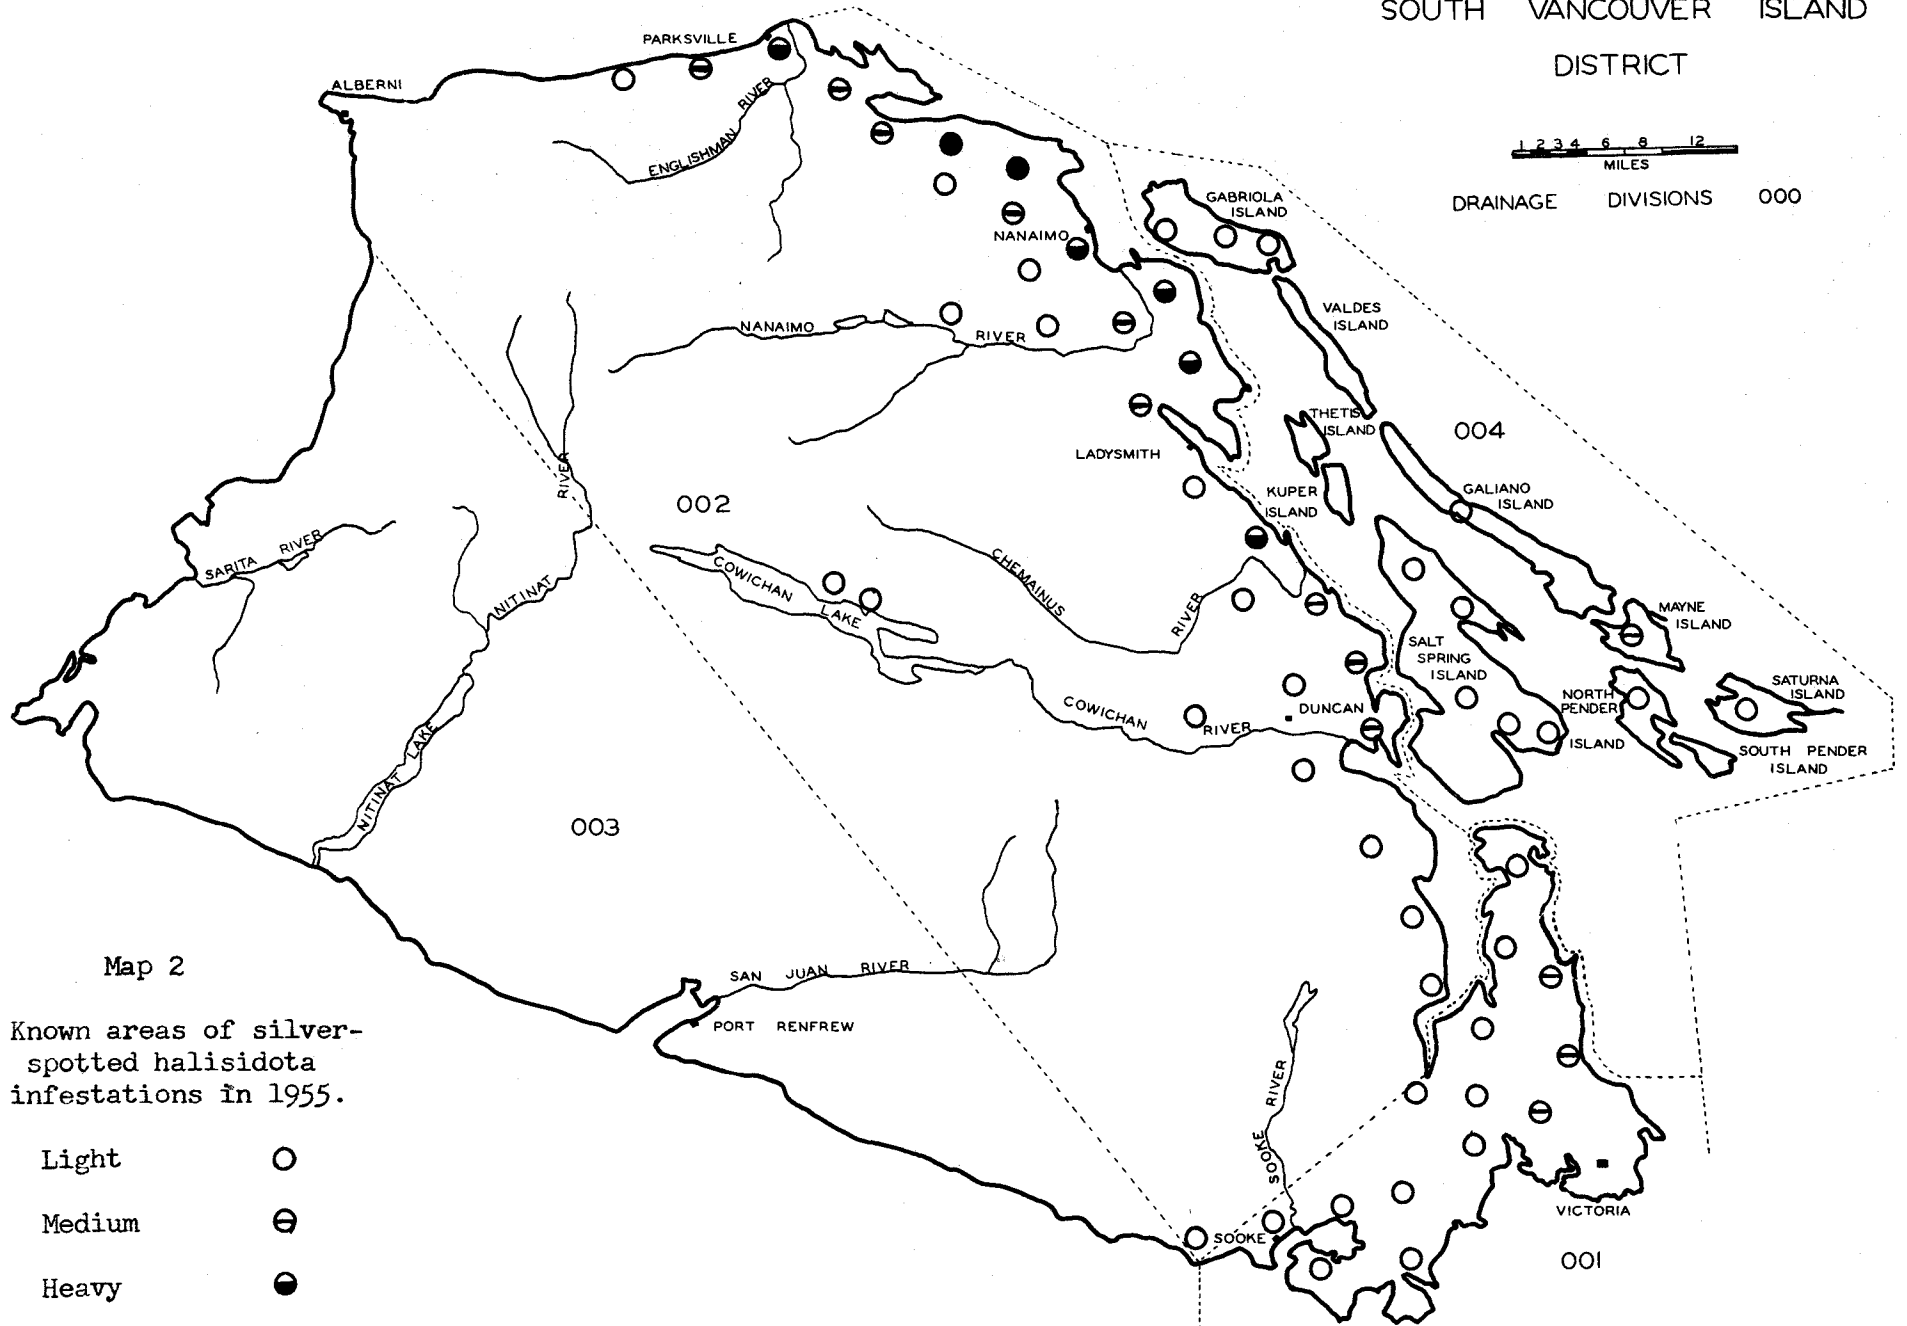 SOUTH VANCOUVER ISLAND
DISTRICT
1 2 3 4 6 8 12
MILES
DRAINAGE DIVISIONS 000
PARKSVILLE
ALBERNI
ENGLISHMAN RIVER
GABRIOLA
ISLAND
NANAIMO
VALDES
ISLAND
NANAIMO RIVER
THETIS
ISLAND
004
LADYSMITH
RIVER
002
KUPER
ISLAND
GALIANO
ISLAND
SARITA RIVER
NITINAT
COWICHAN
LAKE
CHEMAINUS
RIVER
MAYNE
ISLAND
SALT
SPRING
ISLAND
NORTH
PENDER
ISLAND
SATURNA
ISLAND
SOUTH PENDER
ISLAND
COWICHAN RIVER
DUNCAN
NITINAT LAKE
003
Map 2
SAN JUAN RIVER
PORT RENFREW
Known areas of silver-
spotted halisidota
infestations in 1955.
SOOKE RIVER
Light
Medium
Heavy
SOOKE
VICTORIA
001